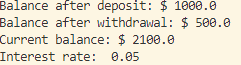 Balance after deposit: $ 1000.0
Balance after withdrawal: $ 500.0
Current balance: $ 2100.0
Interest rate:  0.05